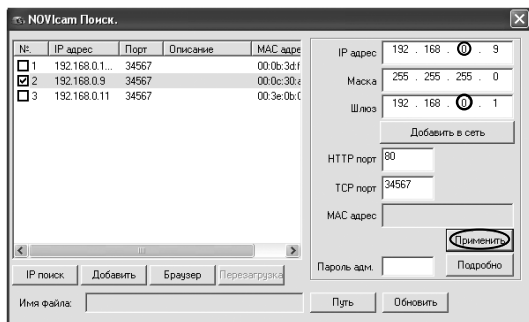 NOVIcam Поиск.
№. IP адрес Порт Описание MAC адре
1 192.168.0.1... 34567 00:0b:3d:f
2 192.168.0.9 34567 00:0c:30:a
3 192.168.0.11 34567 00:3e:0b:0
IP адрес 192 . 168 . 0 . 9
Маска 255 . 255 . 255 . 0
Шлюз 192 . 168 . 0 . 1
Добавить в сеть
HTTP порт 80
TCP порт 34567
MAC адрес
Применить
Пароль адм. Подробно
IP поиск Добавить Браузер Перезагрузка
Имя файла: Путь Обновить